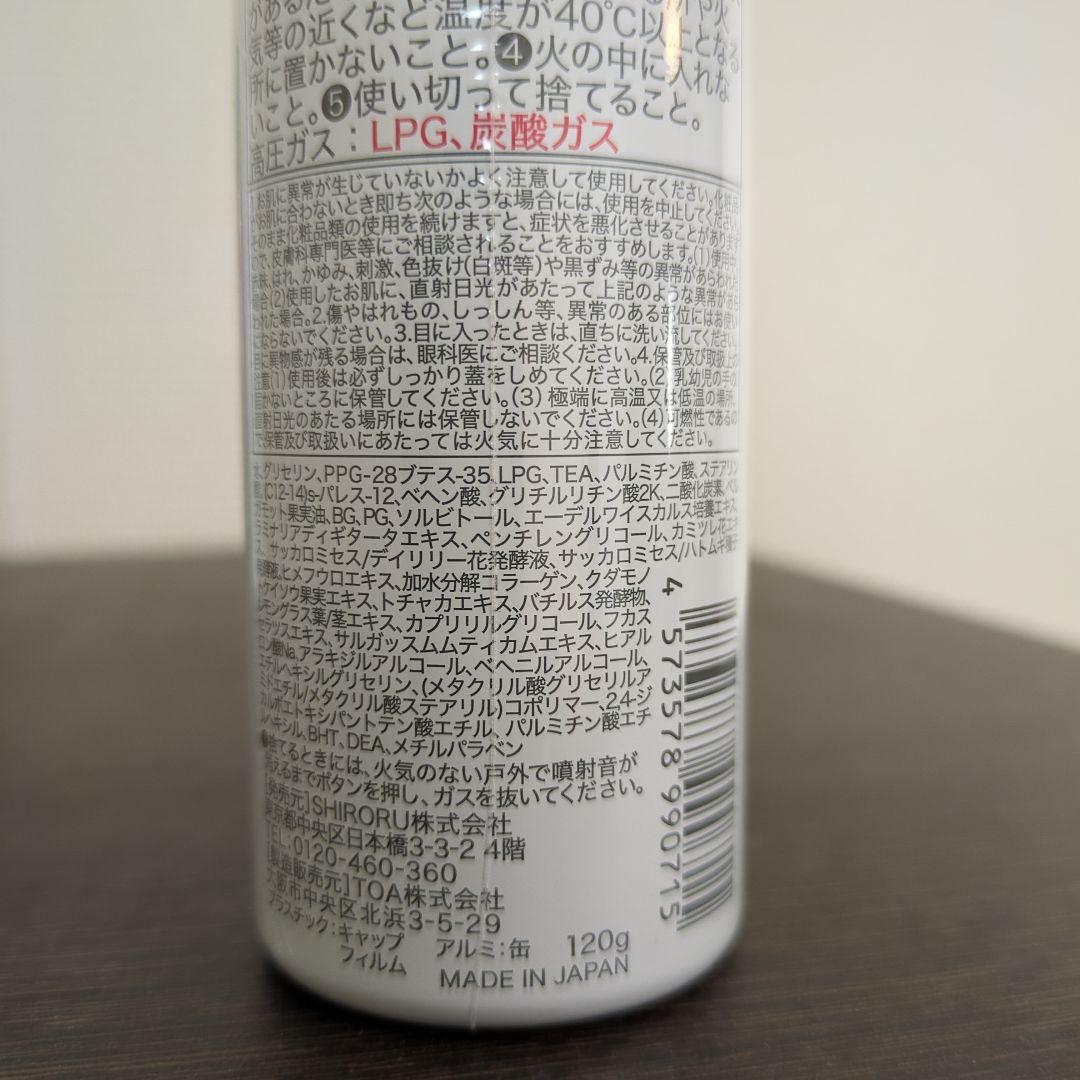 気等の近くなど温度が40℃以上となる
所に置かないこと。❹火の中に入れな
いこと。❺使い切って捨てること。
高圧ガス：LPG、炭酸ガス
お肌に異常が生じていないかよく注意して使用してください。化粧品
がお肌に合わないとき即ち次のような場合には、使用を中止してください。
そのまま化粧品類の使用を続けますと、症状を悪化させることがあります
ので、皮膚科専門医等にご相談されることをおすすめします。(1)使用中、
赤味、はれ、かゆみ、刺激、色抜け(白斑等)や黒ずみ等の異常があらわれた
場合(2)使用したお肌に、直射日光があたって上記のような異常があら
われた場合。2.傷やはれもの、しっしん等、異常のある部位にはお使い
にならないでください。3.目に入ったときは、直ちに洗い流してください。
目に異物感が残る場合は、眼科医にご相談ください。4.保管及び取扱上の
注意(1)使用後は必ずしっかり蓋をしめてください。(2)乳幼児の手の
届かないところに保管してください。(3)極端に高温又は低温の場所、
直射日光のあたる場所には保管しないでください。(4)可燃性であるの
で、保管及び取扱いにあたっては火気に十分注意してください。
水、グリセリン、PPG-28ブテス-35、LPG、TEA、パルミチン酸、ステアリン
酸、(C12-14)s-パレス-12、ベヘン酸、グリチルリチン酸2K、二酸化炭素、ベル
ガモット果実油、BG、PG、ソルビトール、エーデルワイスカルス培養エキス、
ラミナリアディギタータエキス、ペンチレングリコール、カミツレ花エキ
ス、サッカロミセス/デイリリー花発酵液、サッカロミセス/ハトムギ種子
発酵液、ヒメフウロエキス、加水分解コラーゲン、クダモノ
トケイソウ果実エキス、トチャカエキス、バチルス発酵物、
レモングラス葉/茎エキス、カプリリルグリコール、フカス
セラツスエキス、サルガッスムムティカムエキス、ヒアル
ロン酸Na、アラキジルアルコール、ベヘニルアルコール、
エチルヘキシルグリセリン、(メタクリル酸グリセリルア
ミドエチル/メタクリル酸ステアリル)コポリマー、2,4-ジ
カルボエトキシパントテン酸エチル、パルミチン酸エチ
ルヘキシル、BHT、DEA、メチルパラベン
●捨てるときには、火気のない戸外で噴射音が
消えるまでボタンを押し、ガスを抜いてください。
[発売元]SHIRORU株式会社
東京都中央区日本橋3-3-2 4階
TEL:0120-460-360
[製造販売元]TOA株式会社
大阪市中央区北浜3-5-29
プラスチック：キャップ
フィルム
アルミ：缶 120g
MADE IN JAPAN
4 573578 990715